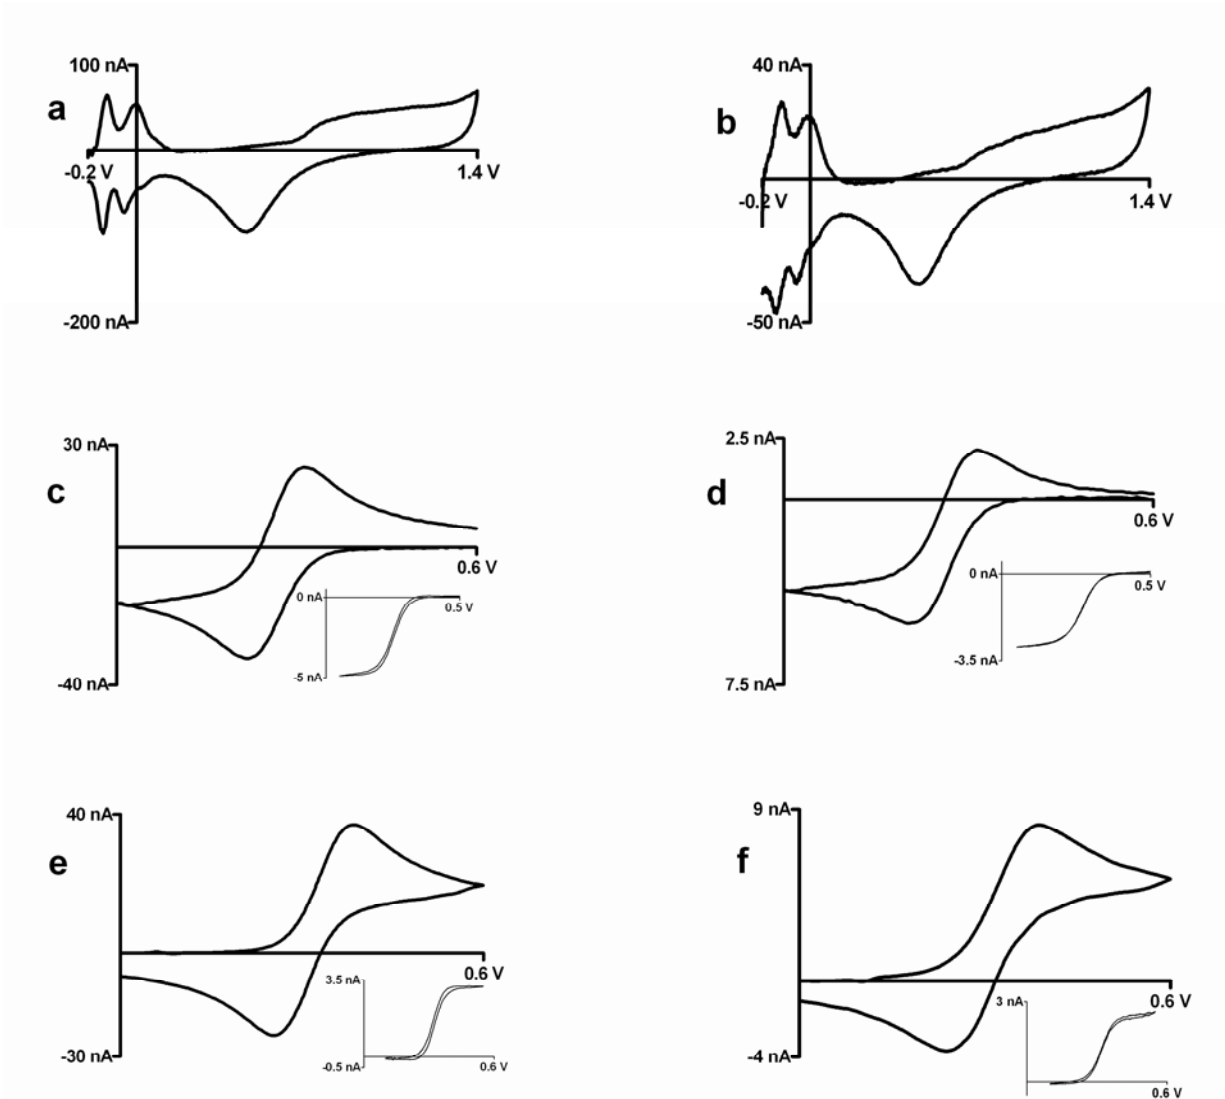 100 nA
a
-0.2 V
1.4 V
-200 nA
40 nA
b
-0.2 V
1.4 V
-50 nA
30 nA
c
0.6 V
0 nA
0.5 V
-5 nA
-40 nA
2.5 nA
d
0.6 V
0 nA
0.5 V
-3.5 nA
7.5 nA
40 nA
e
0.6 V
3.5 nA
-0.5 nA
0.6 V
-30 nA
9 nA
f
0.6 V
3 nA
-4 nA
0.6 V